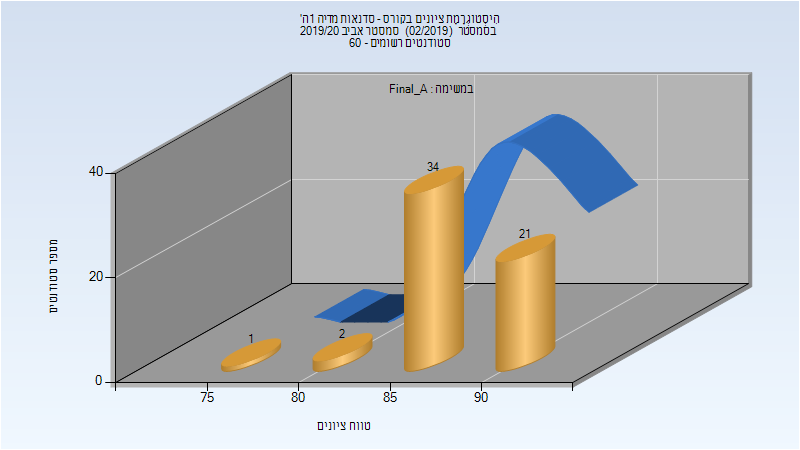 היסטוגרמת ציונים בקורס - סדנאות מדיה 1ה'
בסמסטר (02/2019) סמסטר אביב 2019/20
סטודנטים רשומים - 60
במשימה : Final_A
מספר סטודנטים
40
20
0
1
2
34
21
75
80
85
90
טווח ציונים